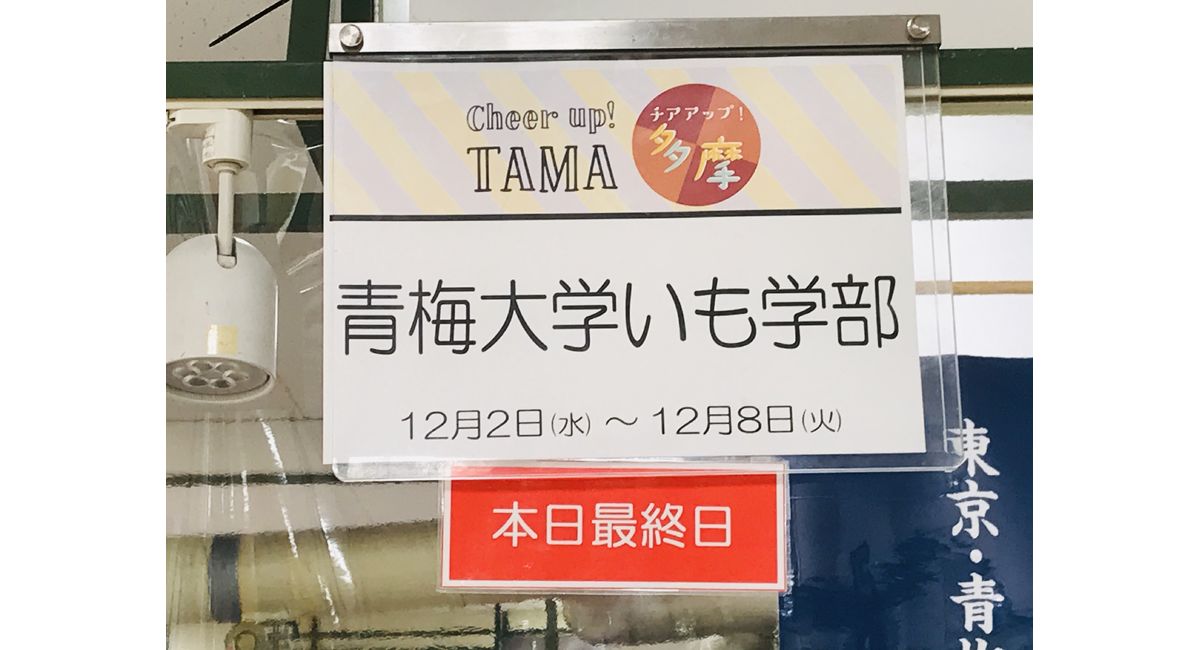 Cheer up!
TAMA
チアアップ!
多摩
青梅大学いも学部
12月2日(水) ~ 12月8日(火)
本日最終日
東京・青梅